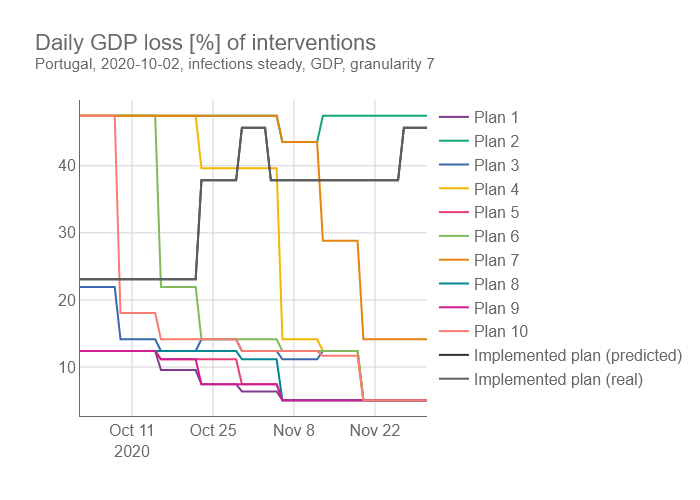 Daily GDP loss [%] of interventions
Portugal, 2020-10-02, infections steady, GDP, granularity 7
40
30
20
10
Oct 11
2020
Oct 25
Nov 8
Nov 22
Plan 1
Plan 2
Plan 3
Plan 4
Plan 5
Plan 6
Plan 7
Plan 8
Plan 9
Plan 10
Implemented plan (predicted)
Implemented plan (real)